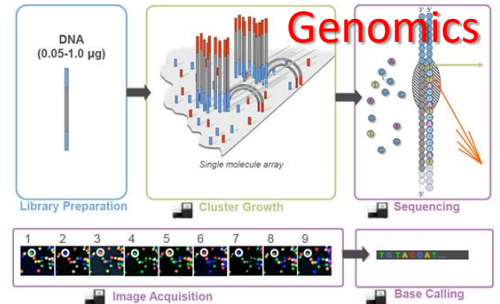 Genomics
DNA
(0.05-1.0 µg)
Single molecule array
3'
5'
5'
Library Preparation
Cluster Growth
Sequencing
1 2 3 4 5 6 7 8 9
TGTACGAT...
Image Acquisition
Base Calling